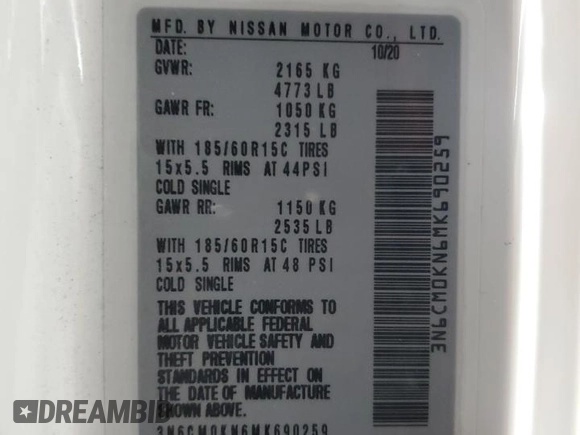 MFD. BY NISSAN MOTOR CO., LTD.
DATE: 10/20
GVWR: 2165 KG
4773 LB
GAWR FR: 1050 KG
2315 LB
WITH 185/60R15C TIRES
15x5.5 RIMS AT 44PSI
COLD SINGLE
GAWR RR: 1150 KG
2535 LB
WITH 185/60R15C TIRES
15x5.5 RIMS AT 48 PSI
COLD SINGLE
THIS VEHICLE CONFORMS TO
ALL APPLICABLE FEDERAL
MOTOR VEHICLE SAFETY AND
THEFT PREVENTION
STANDARDS IN EFFECT ON
THE DATE OF MANUFACTURE
SHOWN ABOVE.
3N6CM0KN6MK690259
3N6CM0KN6MK690259
DREAMBID